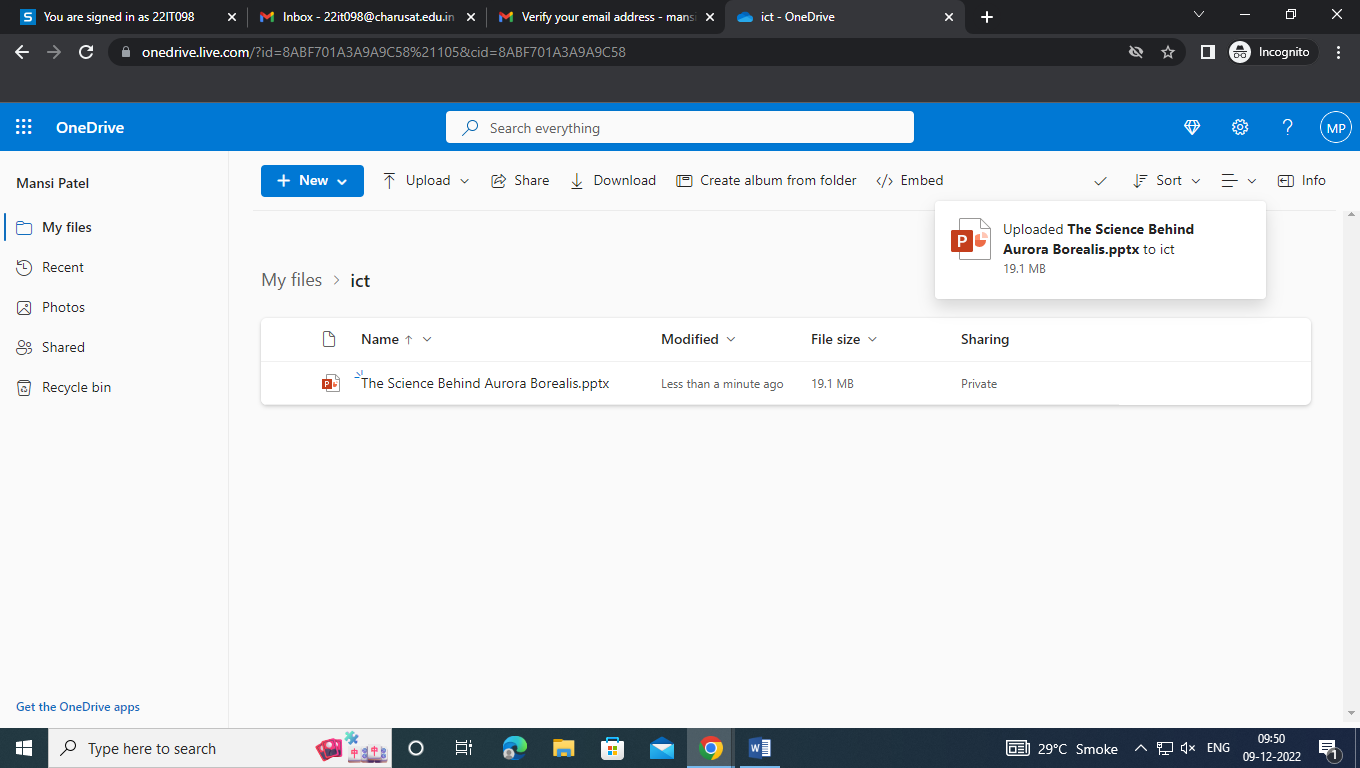 You are signed in as 22IT098
Inbox - 22it098@charusat.edu.in
Verify your email address - mansi
ict - OneDrive
onedrive.live.com/?id=8ABF701A3A9A9C58%21105&cid=8ABF701A3A9A9C58
Incognito
OneDrive
Search everything
MP
Mansi Patel
New
Upload
Share
Download
Create album from folder
</> Embed
Sort
Info
My files
Recent
Photos
Shared
Recycle bin
Uploaded The Science Behind
Aurora Borealis.pptx to ict
19.1 MB
My files > ict
Name
Modified
File size
Sharing
The Science Behind Aurora Borealis.pptx
Less than a minute ago
19.1 MB
Private
Get the OneDrive apps
Type here to search
29°C Smoke
ENG
09:50
09-12-2022
1